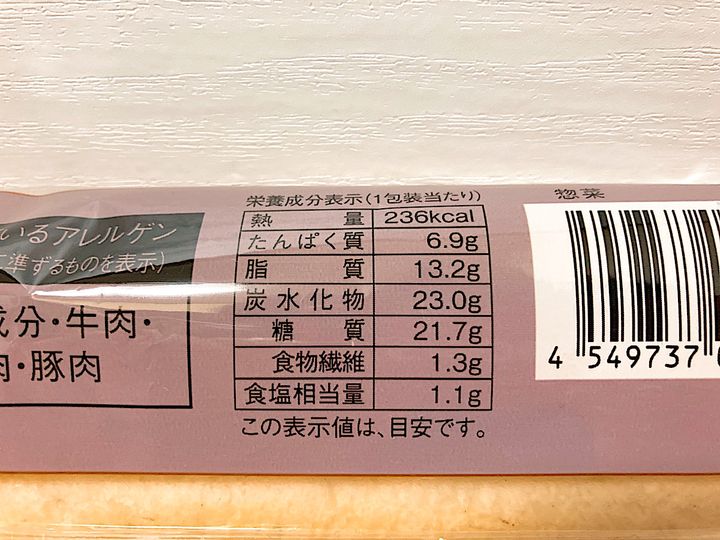 いるアレルゲン
準ずるものを表示)
成分・牛肉・
肉・豚肉
栄養成分表示(1包装当たり)
熱量 236kcal
たんぱく質 6.9g
脂質 13.2g
炭水化物 23.0g
糖質 21.7g
食物繊維 1.3g
食塩相当量 1.1g
この表示値は、目安です。
惣菜
4 549737